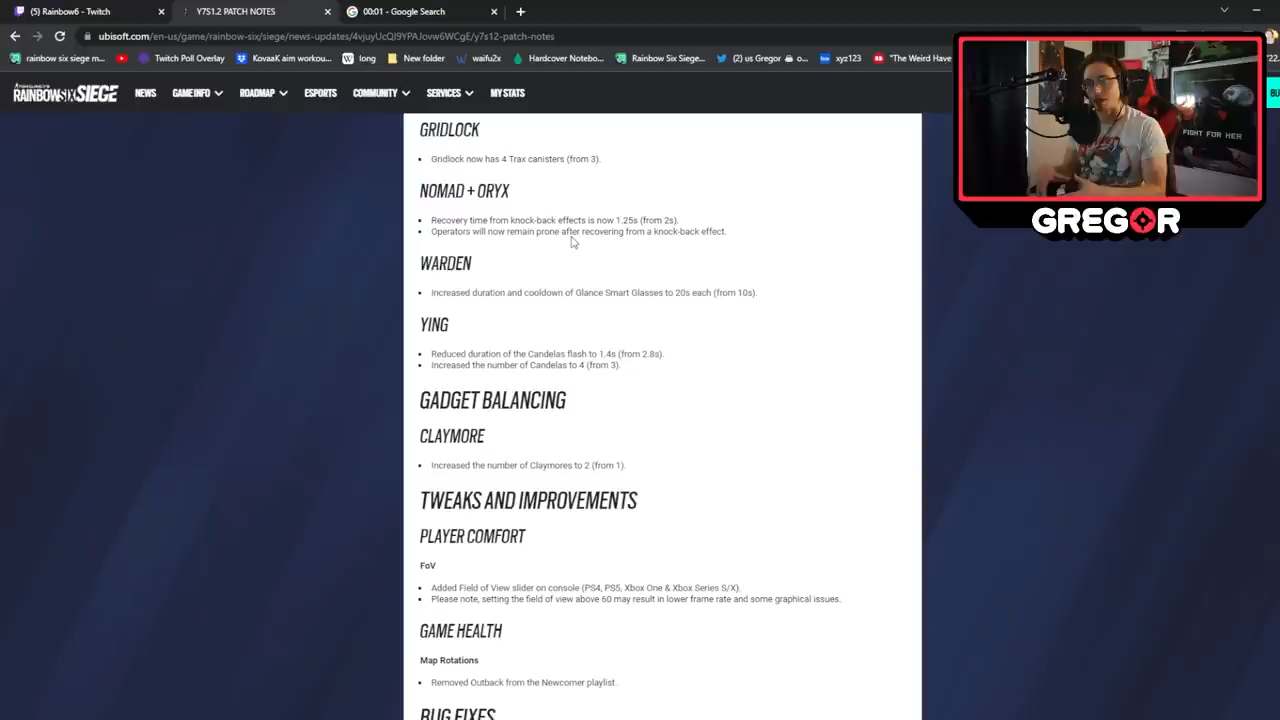 (5) Rainbow6 - Twitch
Y7S1.2 PATCH NOTES
00:01 - Google Search
ubisoft.com/en-us/game/rainbow-six/siege/news-updates/4vjuyUcQI9YPAJovw6WCgE/y7s12-patch-notes
rainbow six siege m...
Twitch Poll Overlay
KovaaK aim workou...
long
New folder
waifu2x
Hardcover Notebo...
Rainbow Six Siege...
(2) us Gregor
o...
xyz123
"The Weird Have
RAINBOWSIX SIEGE
NEWS
GAME INFO
ROADMAP
ESPORTS
COMMUNITY
SERVICES
MY STATS
BU
FIGHT FOR HER
GREGOR
GRIDLOCK
• Gridlock now has 4 Trax canisters (from 3).
NOMAD + ORYX
• Recovery time from knock-back effects is now 1.25s (from 2s).
• Operators will now remain prone after recovering from a knock-back effect.
WARDEN
• Increased duration and cooldown of Glance Smart Glasses to 20s each (from 10s).
YING
• Reduced duration of the Candelas flash to 1.4s (from 2.8s).
• Increased the number of Candelas to 4 (from 3).
GADGET BALANCING
CLAYMORE
• Increased the number of Claymores to 2 (from 1).
TWEAKS AND IMPROVEMENTS
PLAYER COMFORT
FoV
• Added Field of View slider on console (PS4, PS5, Xbox One & Xbox Series S/X).
• Please note, setting the field of view above 60 may result in lower frame rate and some graphical issues.
GAME HEALTH
Map Rotations
• Removed Outback from the Newcomer playlist.
BUG FIXES